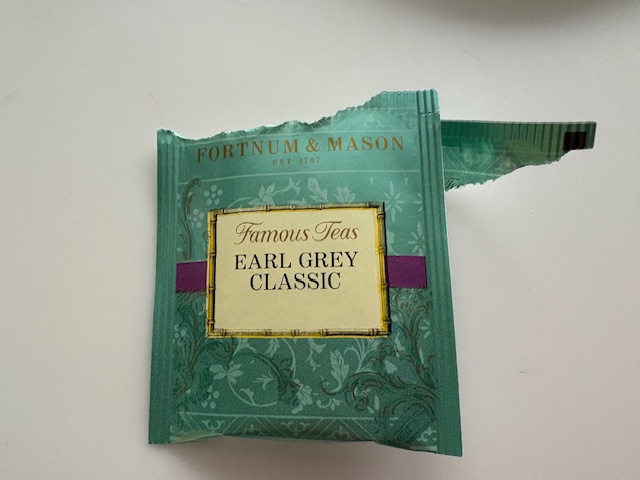 FORTNUM & MASON
EST 1707
Famous Teas
EARL GREY
CLASSIC